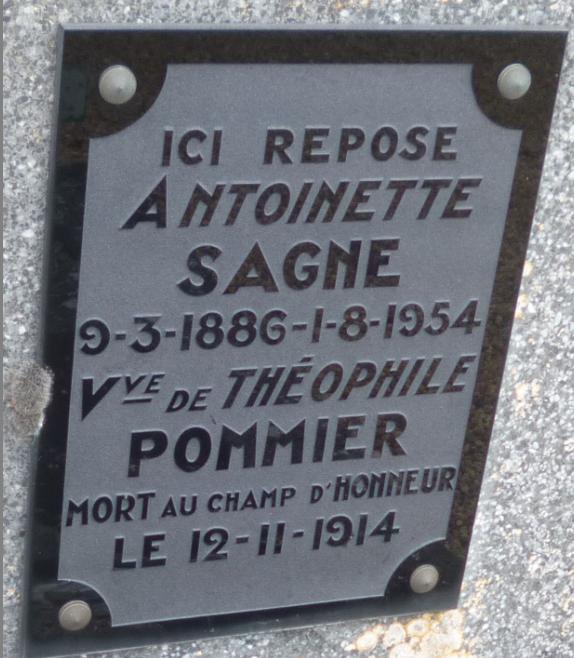 ICI REPOSE
ANTOINETTE
SAGNE
9-3-1886-1-8-1954
VVE DE THÉOPHILE
POMMIER
MORT AU CHAMP D'HONNEUR
LE 12-11-1914